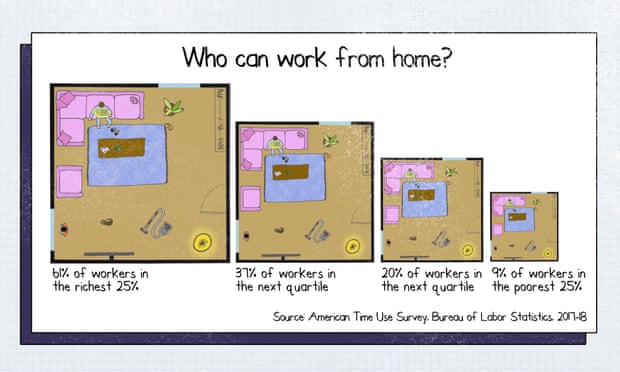 Who can work from home?
61% of workers in
the richest 25%
37% of workers in
the next quartile
20% of workers in
the next quartile
9% of workers in
the poorest 25%
Source: American Time Use Survey. Bureau of Labor Statistics. 2017-18